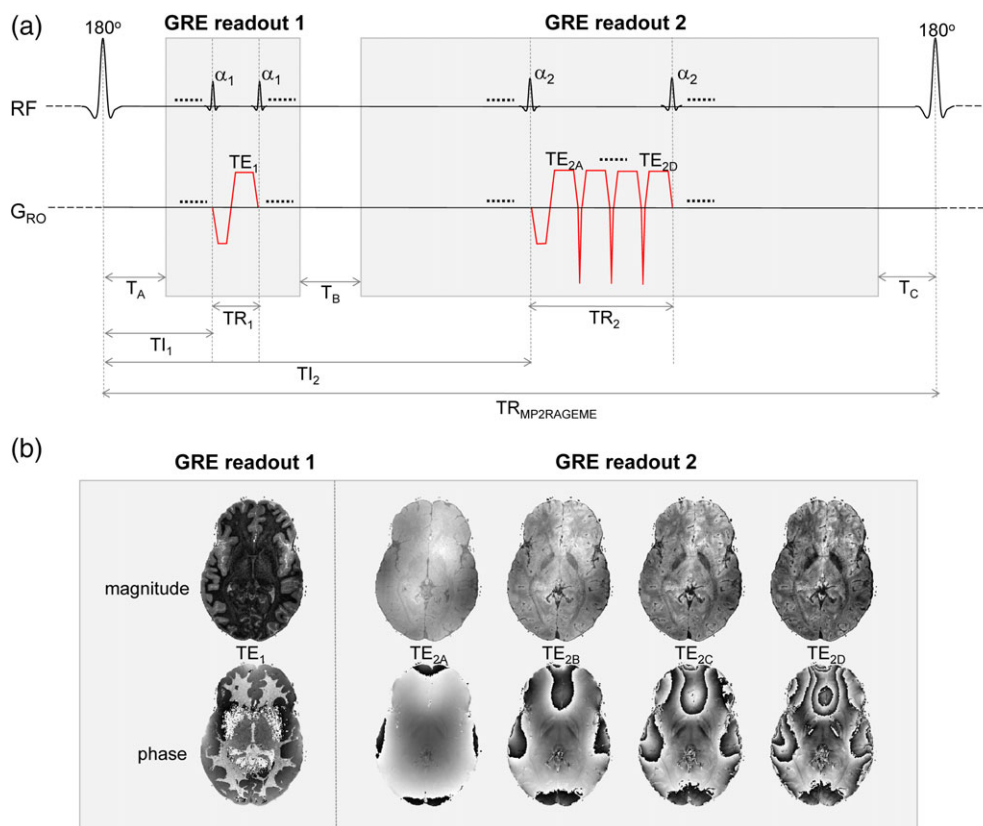 (a)
GRE readout 1
GRE readout 2
180° 180°
α1 α1 α2 α2
RF
TE1 TE2A TE2D
GRO
TA TB TC
TR1 TR2
TI1
TI2
TRMP2RAGEME
(b)
GRE readout 1 GRE readout 2
magnitude
TE1 TE2A TE2B TE2C TE2D
phase